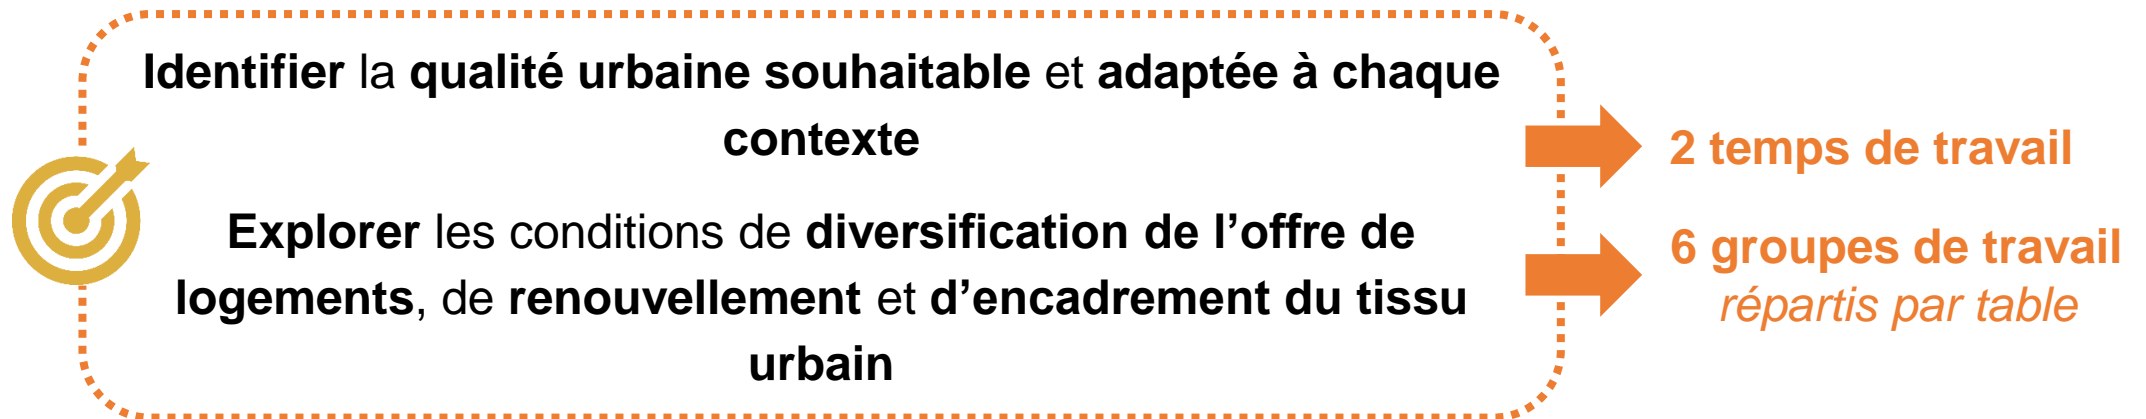 Identifier la qualité urbaine souhaitable et adaptée à chaque
contexte
Explorer les conditions de diversification de l’offre de
logements, de renouvellement et d’encadrement du tissu
urbain
2 temps de travail
6 groupes de travail
répartis par table